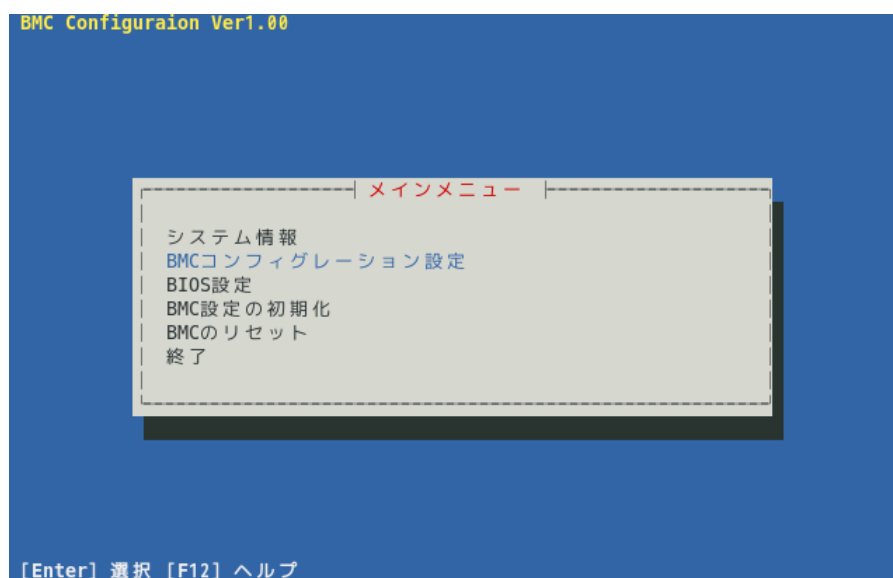 BMC Configuraion Ver1.00
メインメニュー
システム情報
BMCコンフィグレーション設定
BIOS設定
BMC設定の初期化
BMCのリセット
終了
[Enter] 選択 [F12] ヘルプ